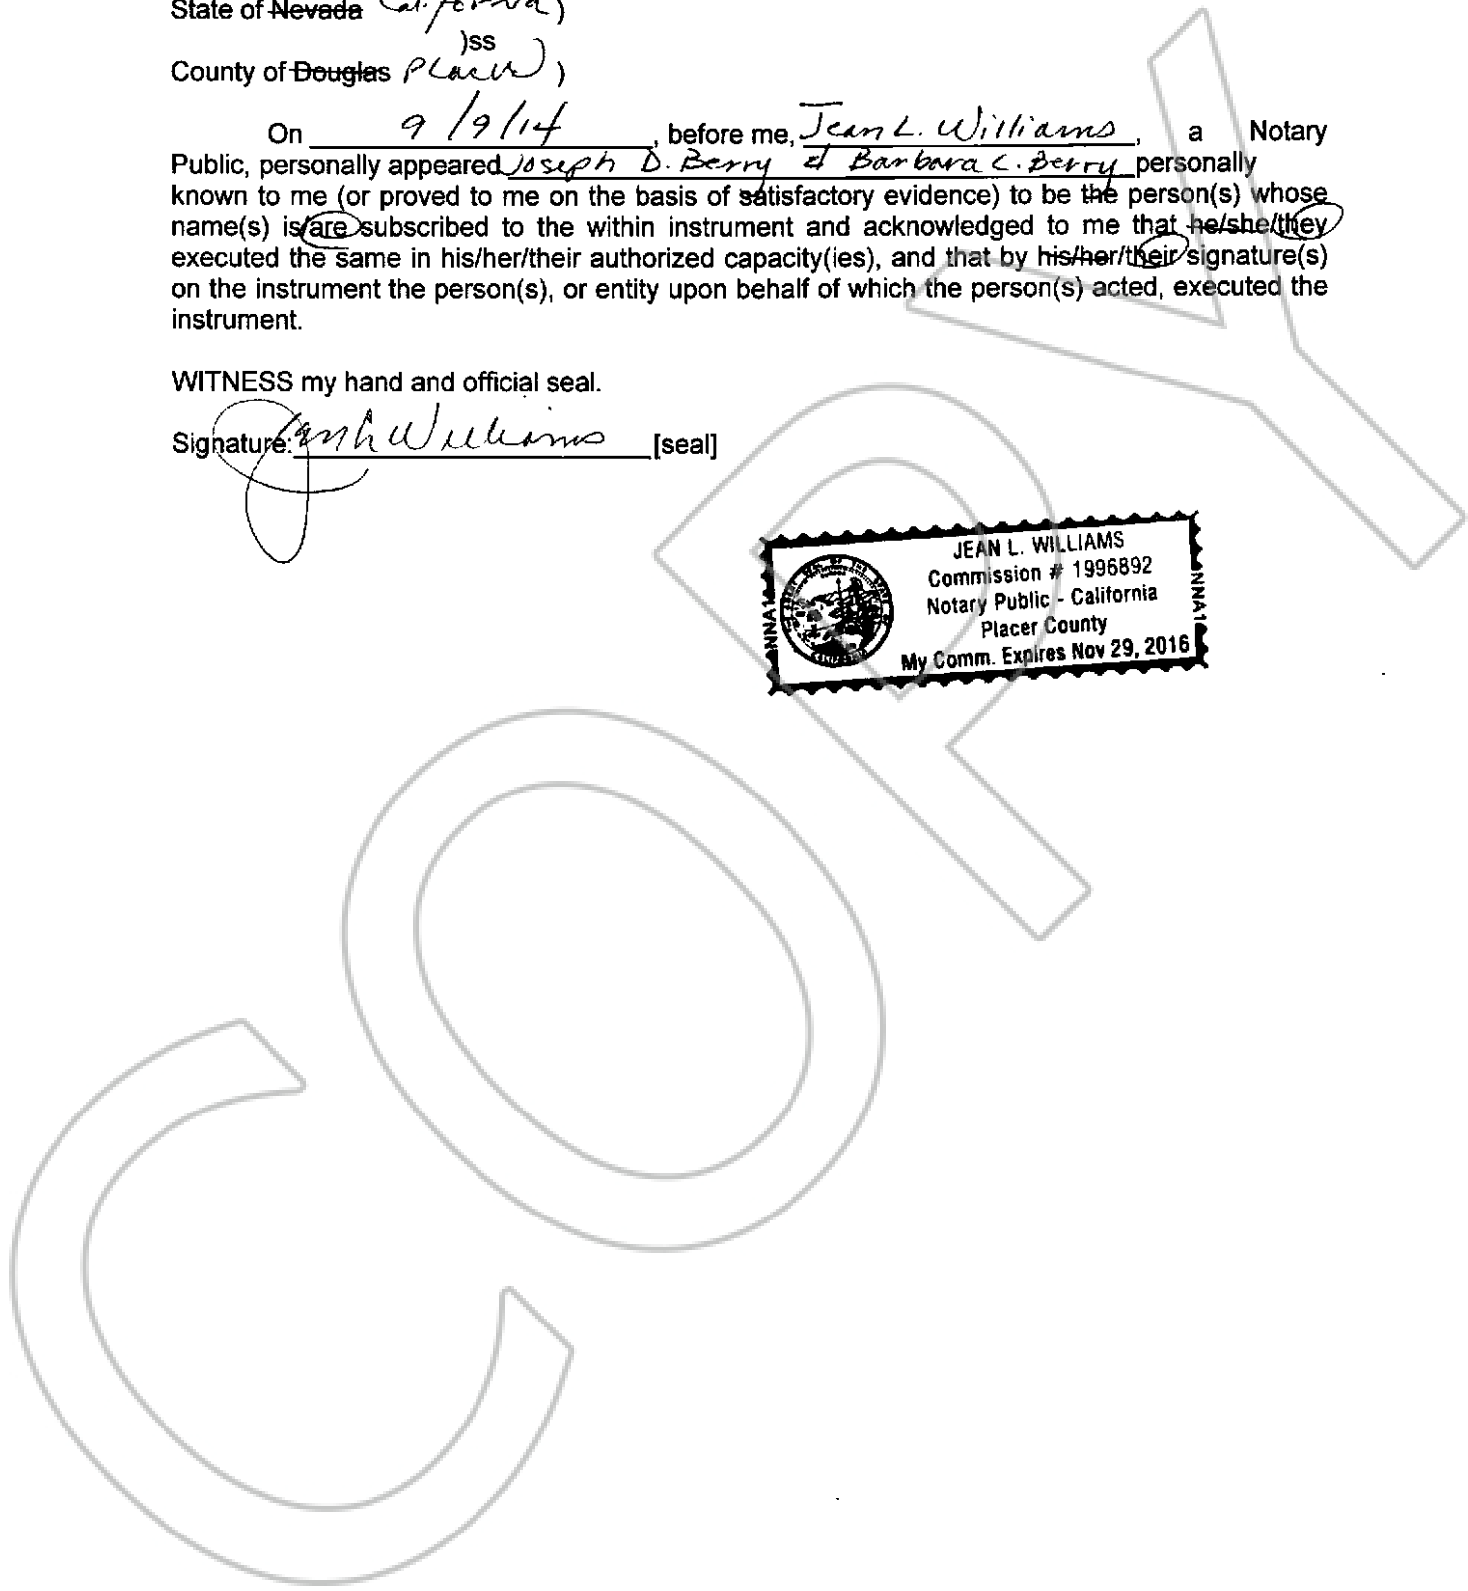 State of Nevada California)
)ss
County of Douglas Placer )
On 9/9/14, before me, Jean L. Williams, a Notary
Public, personally appeared Joseph D. Berry & Barbara C. Berry personally
known to me (or proved to me on the basis of satisfactory evidence) to be the person(s) whose
name(s) is/are subscribed to the within instrument and acknowledged to me that he/she/they
executed the same in his/her/their authorized capacity(ies), and that by his/her/their signature(s)
on the instrument the person(s), or entity upon behalf of which the person(s) acted, executed the
instrument.
WITNESS my hand and official seal.
Signature: Jean L Williams [seal]
JEAN L. WILLIAMS
Commission # 1996892
Notary Public - California
Placer County
My Comm. Expires Nov 29, 2016
NNA1
NNA1
COPY